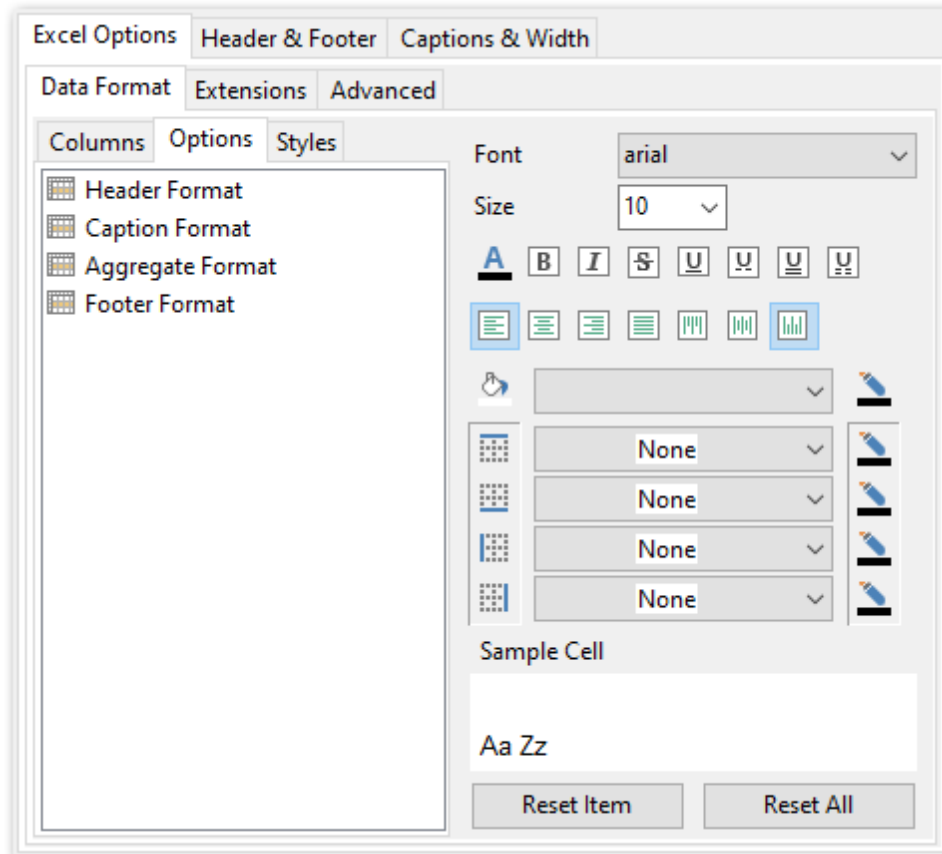 Excel Options Header & Footer Captions & Width
Data Format Extensions Advanced
Columns Options Styles
Header Format
Caption Format
Aggregate Format
Footer Format
Font arial
Size 10
A B I S U U U U
None
None
None
None
Sample Cell
Aa Zz
Reset Item Reset All